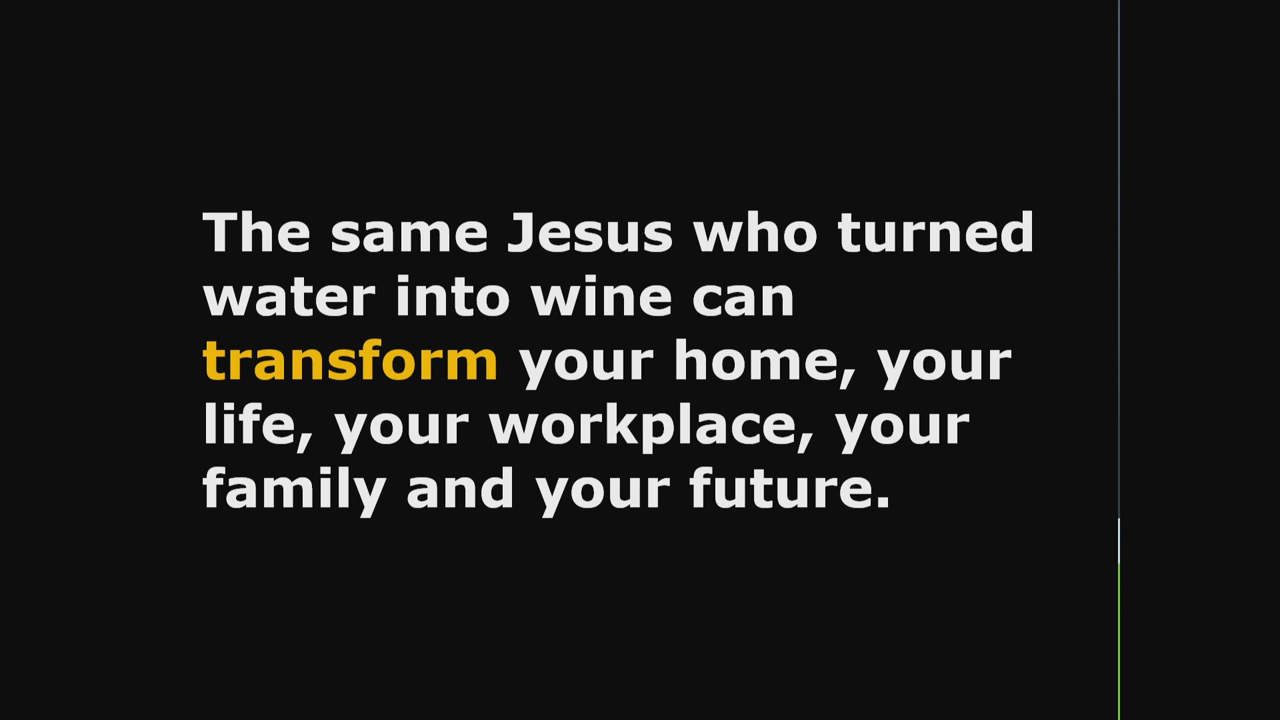 The same Jesus who turned
water into wine can
transform your home, your
life, your workplace, your
family and your future.